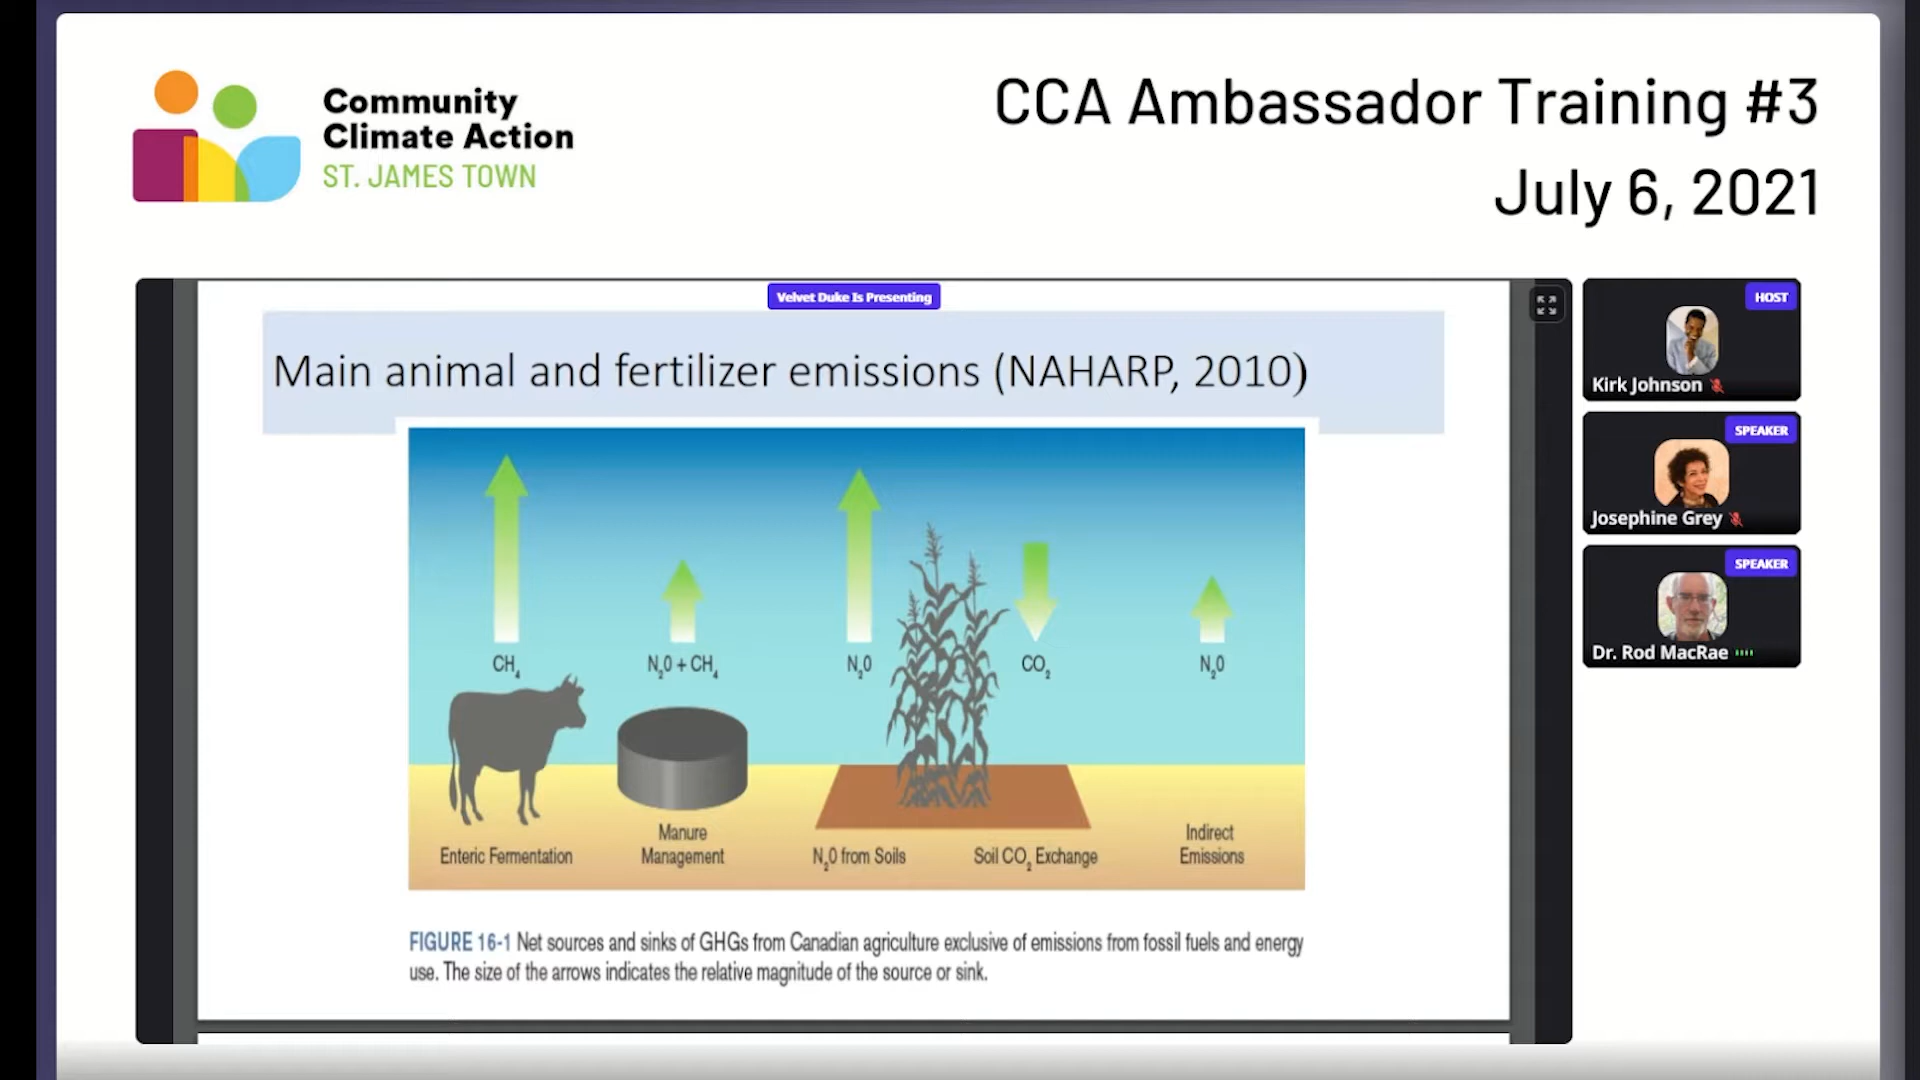 Community
Climate Action
ST. JAMES TOWN
CCA Ambassador Training #3
July 6, 2021
Velvet Duke Is Presenting
Main animal and fertilizer emissions (NAHARP, 2010)
CH₄
N₂O + CH₄
N₂O
CO₂
N₂O
Enteric Fermentation
Manure
Management
N₂O from Soils
Soil CO₂ Exchange
Indirect
Emissions
FIGURE 16-1 Net sources and sinks of GHGs from Canadian agriculture exclusive of emissions from fossil fuels and energy
use. The size of the arrows indicates the relative magnitude of the source or sink.
HOST
Kirk Johnson
SPEAKER
Josephine Grey
SPEAKER
Dr. Rod MacRae